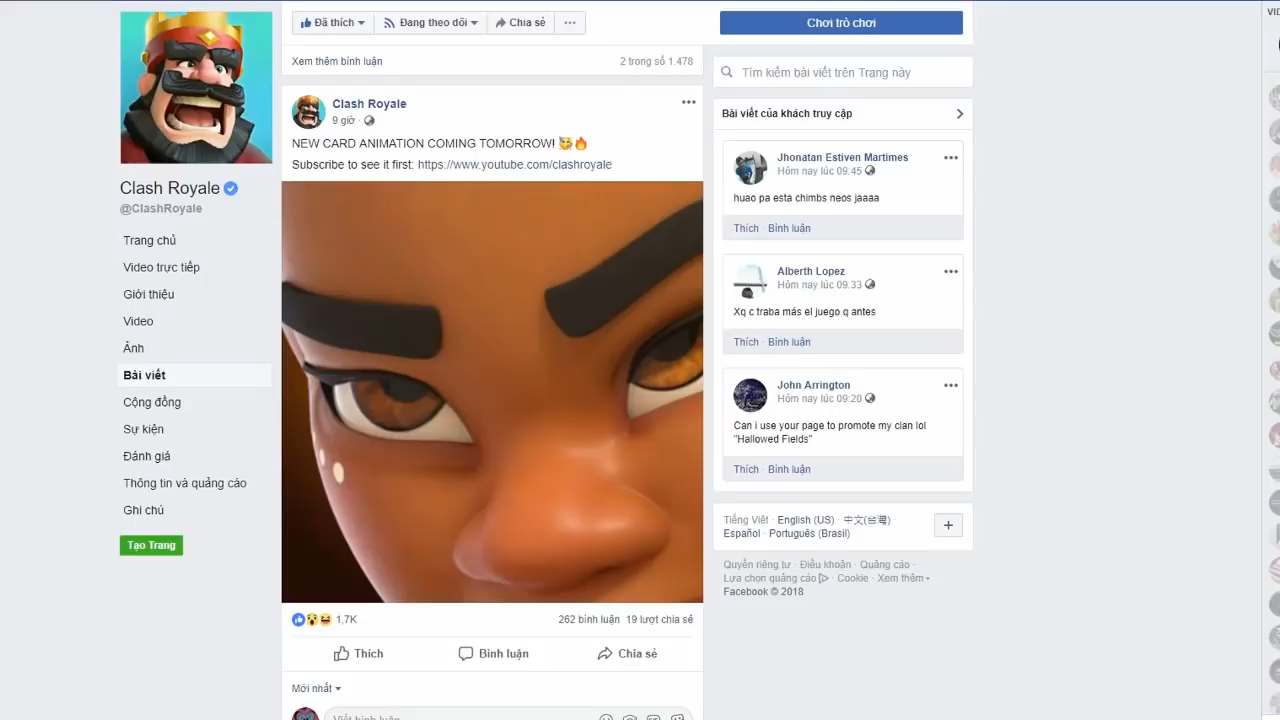 Đã thích
Đang theo dõi
Chia sẻ
Chơi trò chơi
Xem thêm bình luận
2 trong số 1.478
Clash Royale
@ClashRoyale
Trang chủ
Video trực tiếp
Giới thiệu
Video
Ảnh
Bài viết
Cộng đồng
Sự kiện
Đánh giá
Thông tin và quảng cáo
Ghi chú
Tạo Trang
Clash Royale
9 giờ ·
NEW CARD ANIMATION COMING TOMORROW! 🥰🔥
Subscribe to see it first: https://www.youtube.com/clashroyale
1,7K
262 bình luận 19 lượt chia sẻ
Thích
Bình luận
Chia sẻ
Mới nhất
Viết bình luận...
Tìm kiếm bài viết trên Trang này
Bài viết của khách truy cập
Jhonatan Estiven Martimes
Hôm nay lúc 09:45
huao pa esta chimbs neos jaaaa
Thích · Bình luận
Alberth Lopez
Hôm nay lúc 09:33
Xq c traba más el juego q antes
Thích · Bình luận
John Arrington
Hôm nay lúc 09:20
Can i use your page to promote my clan lol
"Hallowed Fields"
Thích · Bình luận
Tiếng Việt · English (US) · 中文(台灣) ·
Español · Português (Brasil)
Quyền riêng tư · Điều khoản · Quảng cáo ·
Lựa chọn quảng cáo · Cookie · Xem thêm
Facebook © 2018